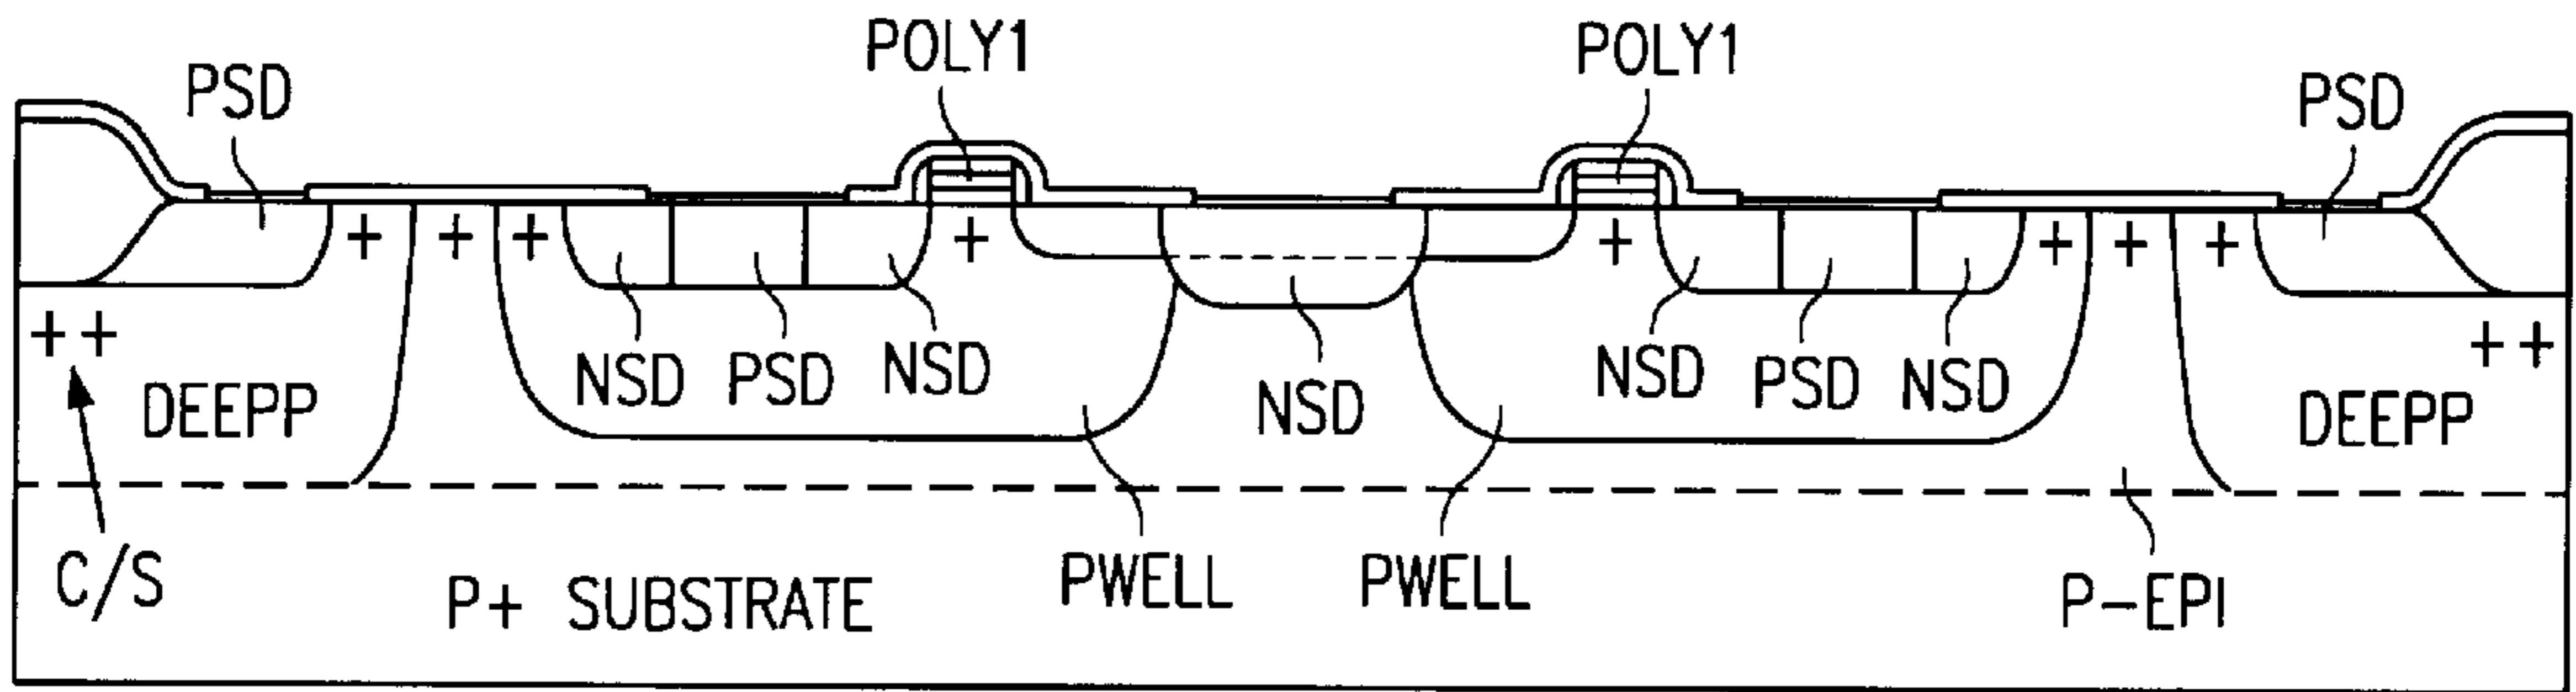 POLY1
POLY1
PSD
PSD
+ + +
+
+
+ + +
++
++
NSD
PSD
NSD
NSD
NSD
PSD
NSD
DEEPP
DEEPP
C/S
P+ SUBSTRATE
PWELL
PWELL
P-EPI